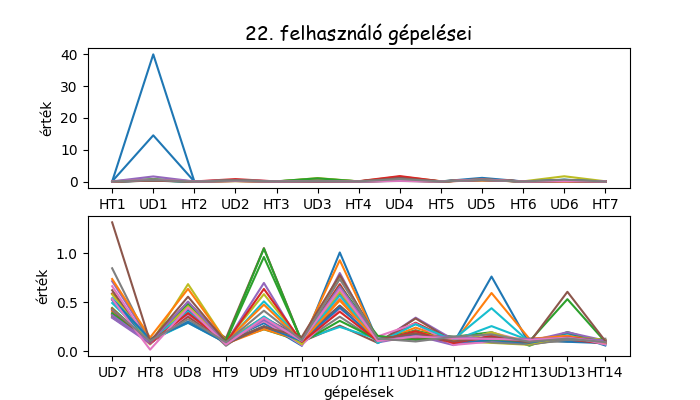 22. felhasználó gépelései
40
30
20
10
0
érték
HT1 UD1 HT2 UD2 HT3 UD3 HT4 UD4 HT5 UD5 HT6 UD6 HT7
1.0
0.5
0.0
érték
UD7 HT8 UD8 HT9 UD9 HT10 UD10 HT11 UD11 HT12 UD12 HT13 UD13 HT14
gépelések